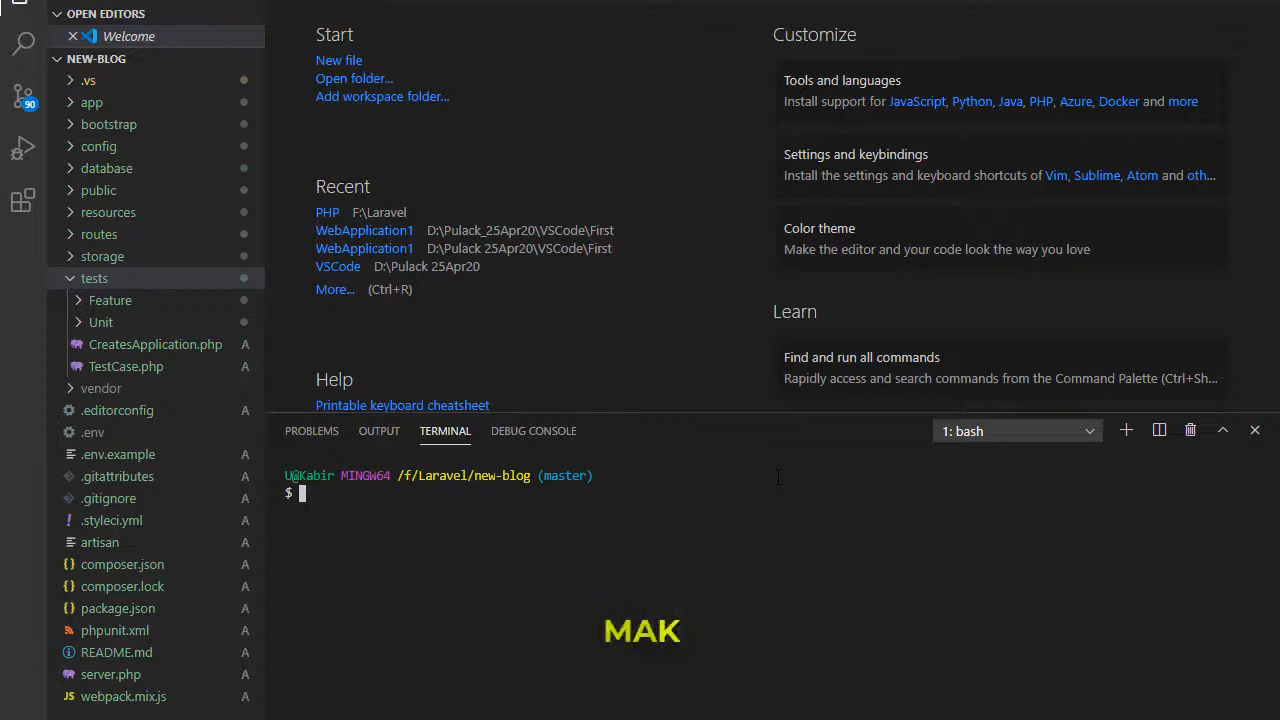 OPEN EDITORS
Welcome
NEW-BLOG
.vs
app
bootstrap
config
database
public
resources
routes
storage
tests
Feature
Unit
CreatesApplication.php A
TestCase.php A
vendor
.editorconfig A
.env
.env.example A
.gitattributes A
.gitignore A
.styleci.yml A
artisan A
composer.json A
composer.lock A
package.json A
phpunit.xml A
README.md A
server.php A
webpack.mix.js A
90
Start
New file
Open folder...
Add workspace folder...
Recent
PHP F:\Laravel
WebApplication1 D:\Pulack_25Apr20\VSCode\First
WebApplication1 D:\Pulack 25Apr20\VSCode\First
VSCode D:\Pulack 25Apr20
More... (Ctrl+R)
Help
Printable keyboard cheatsheet
Customize
Tools and languages
Install support for JavaScript, Python, Java, PHP, Azure, Docker and more
Settings and keybindings
Install the settings and keyboard shortcuts of Vim, Sublime, Atom and oth...
Color theme
Make the editor and your code look the way you love
Learn
Find and run all commands
Rapidly access and search commands from the Command Palette (Ctrl+Sh...
PROBLEMS OUTPUT TERMINAL DEBUG CONSOLE 1: bash
U@Kabir MINGW64 /f/Laravel/new-blog (master)
$
MAK